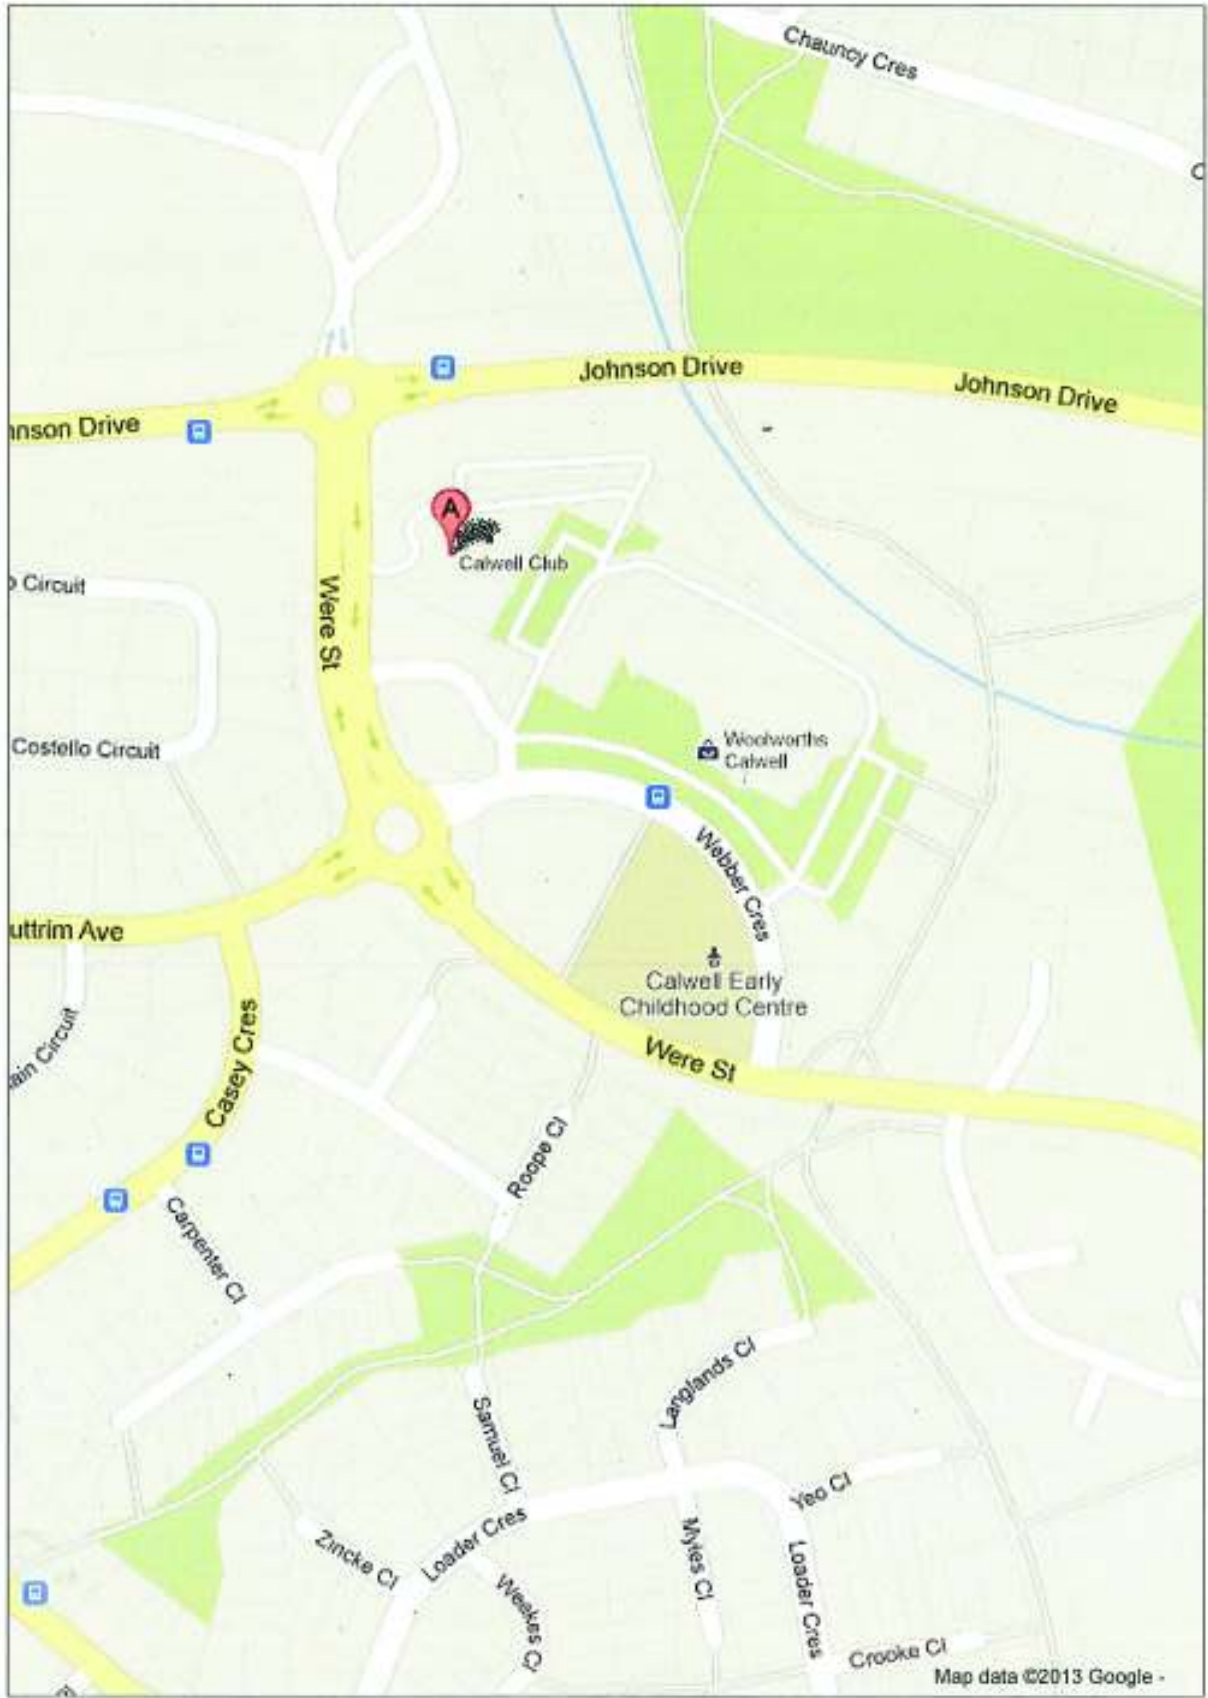 Chauncy Cres
C
Johnson Drive
Johnson Drive
nnson Drive
A
Calwell Club
o Circuit
Were St
Costello Circuit
Woolworths
Calwell
Webber Cres
uttrim Ave
Calwell Early
Childhood Centre
ain Circuit
Casey Cres
Were St
Roope Cl
Carpenter Cl
Langlands Cl
Samuel Cl
Yeo Cl
Zincke Cl
Loader Cres
Myles Cl
Loader Cres
Weekes Cl
Crooke Cl
Map data ©2013 Google -